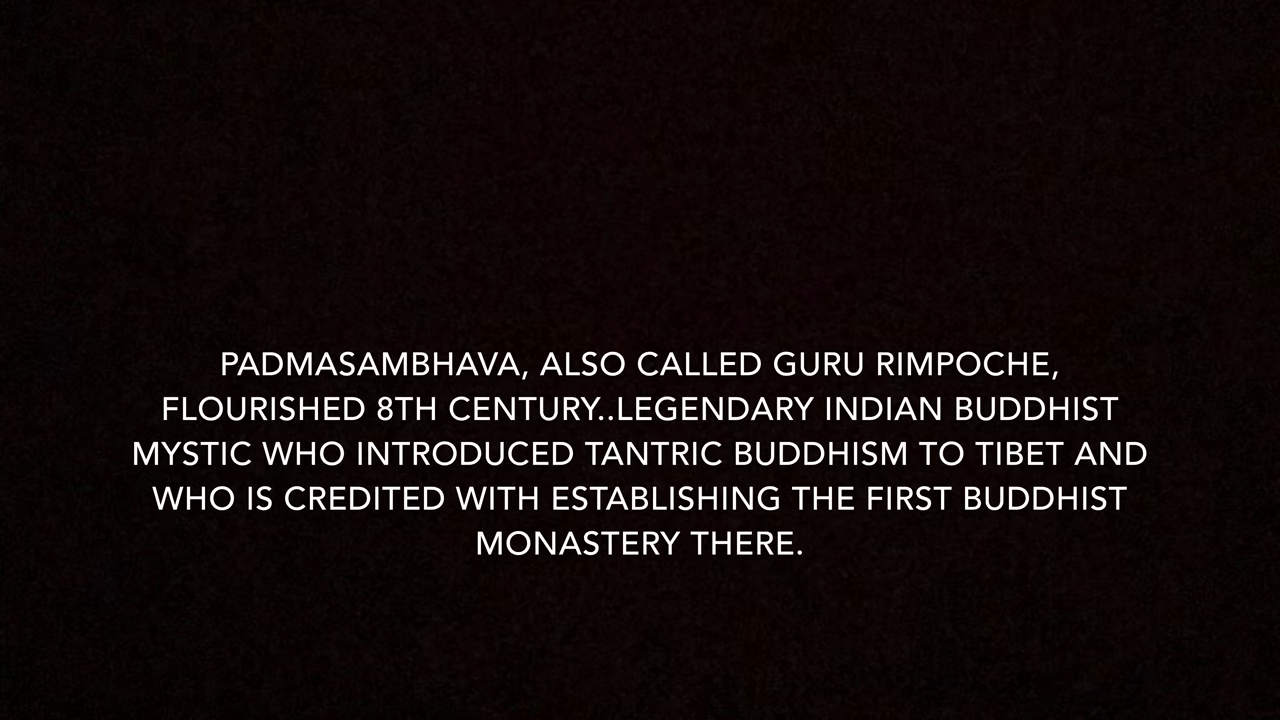 PADMASAMBHAVA, ALSO CALLED GURU RIMPOCHE,
FLOURISHED 8TH CENTURY..LEGENDARY INDIAN BUDDHIST
MYSTIC WHO INTRODUCED TANTRIC BUDDHISM TO TIBET AND
WHO IS CREDITED WITH ESTABLISHING THE FIRST BUDDHIST
MONASTERY THERE.